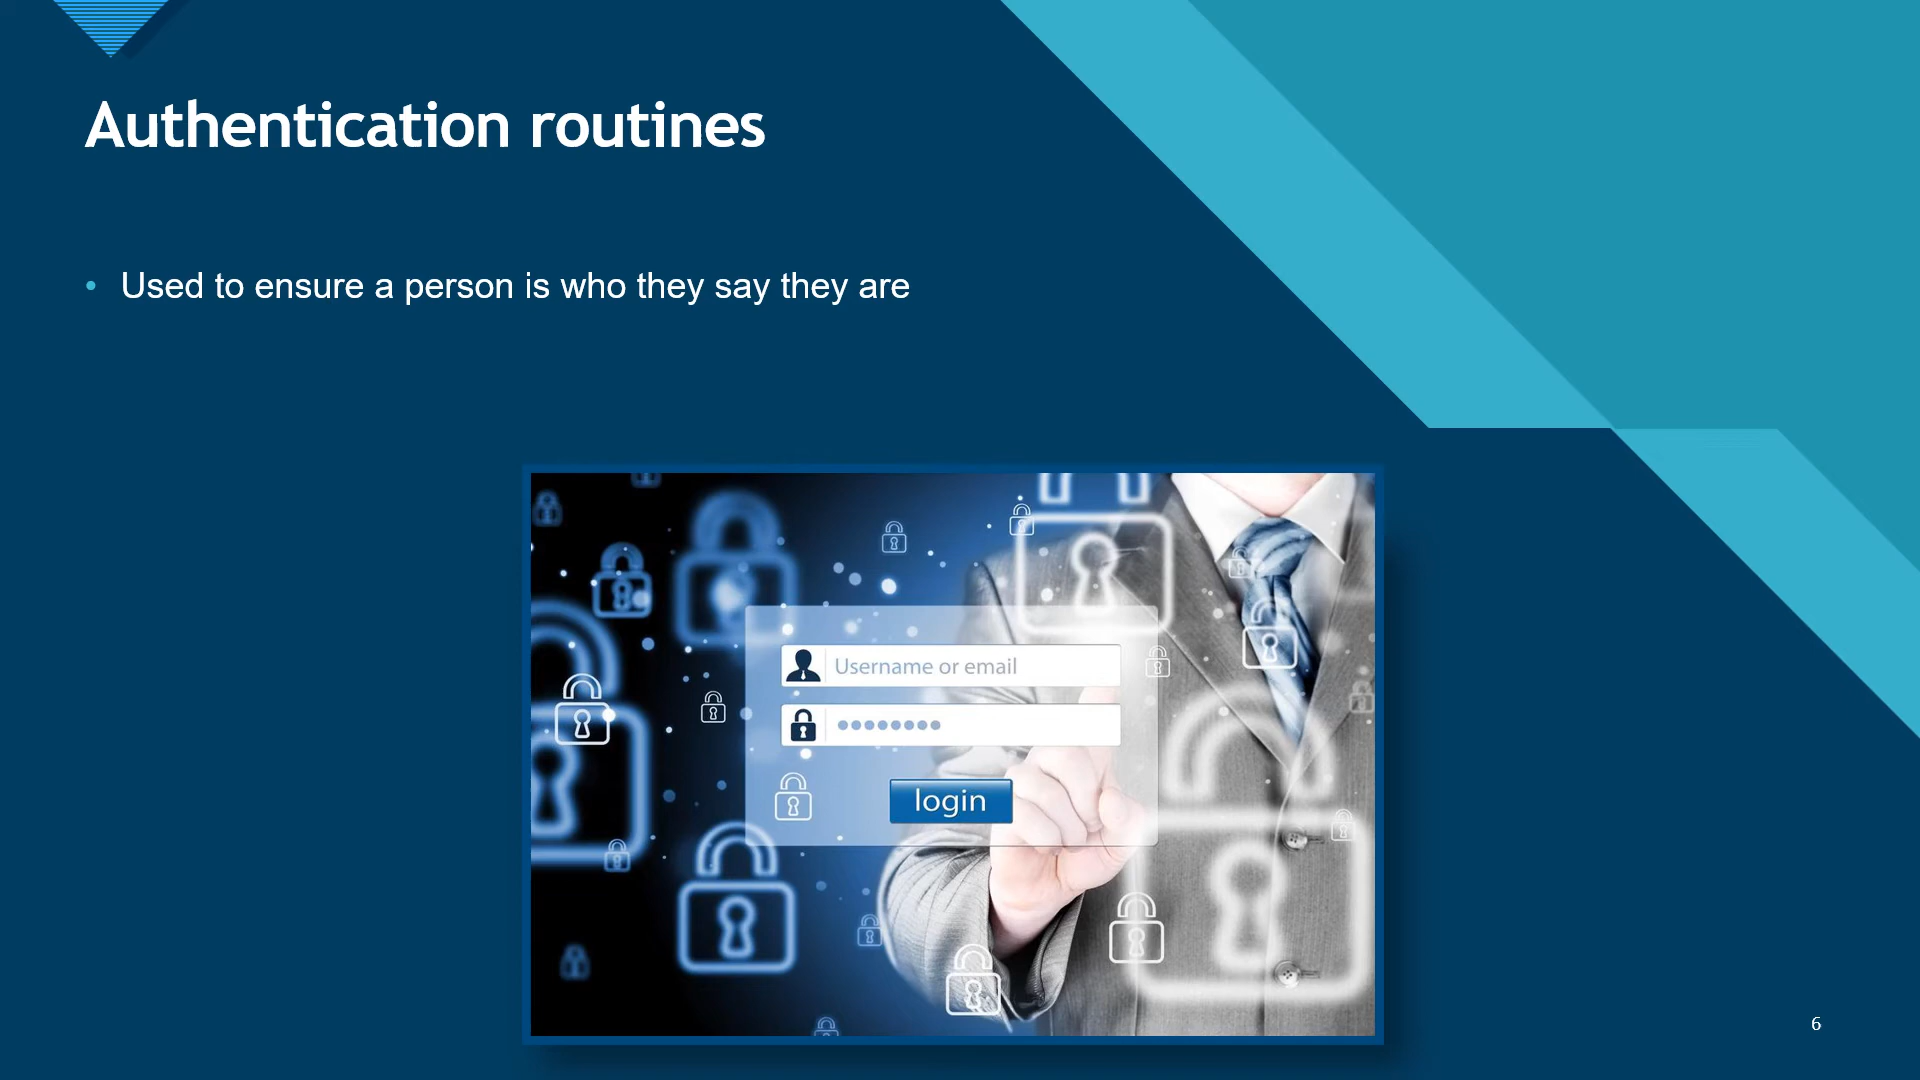 Authentication routines
• Used to ensure a person is who they say they are
Username or email
login
6